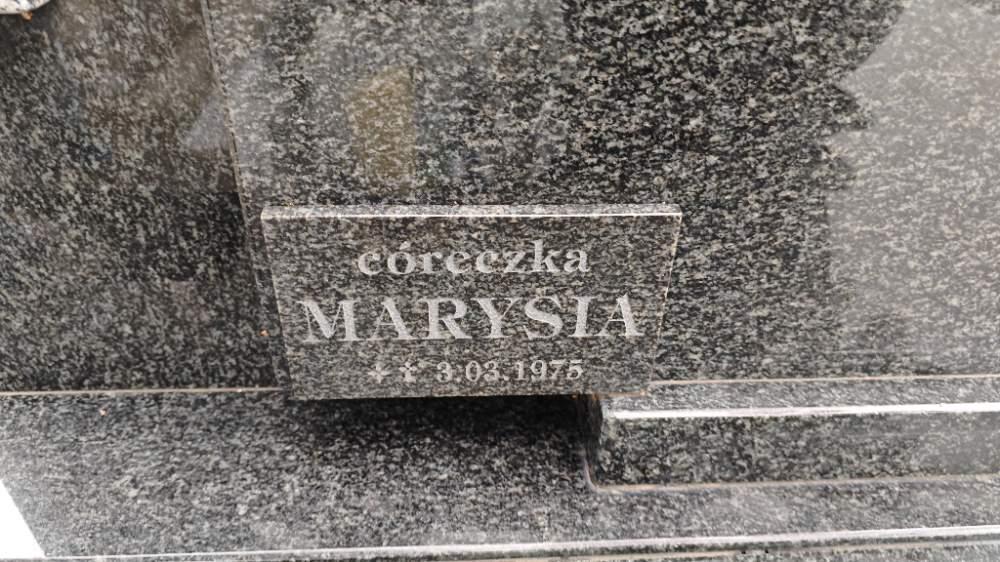 córeczka
MARYSIA
✦ ✝ 3.03.1975